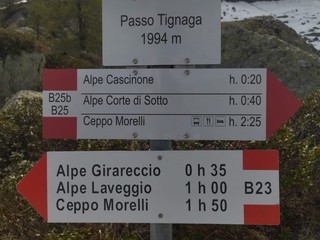 Passo Tignaga
1994 m
B25b
B25
Alpe Cascinone h. 0:20
Alpe Corte di Sotto h. 0:40
Ceppo Morelli h. 2:25
Alpe Girareccio 0 h 35
Alpe Laveggio 1 h 00 B23
Ceppo Morelli 1 h 50